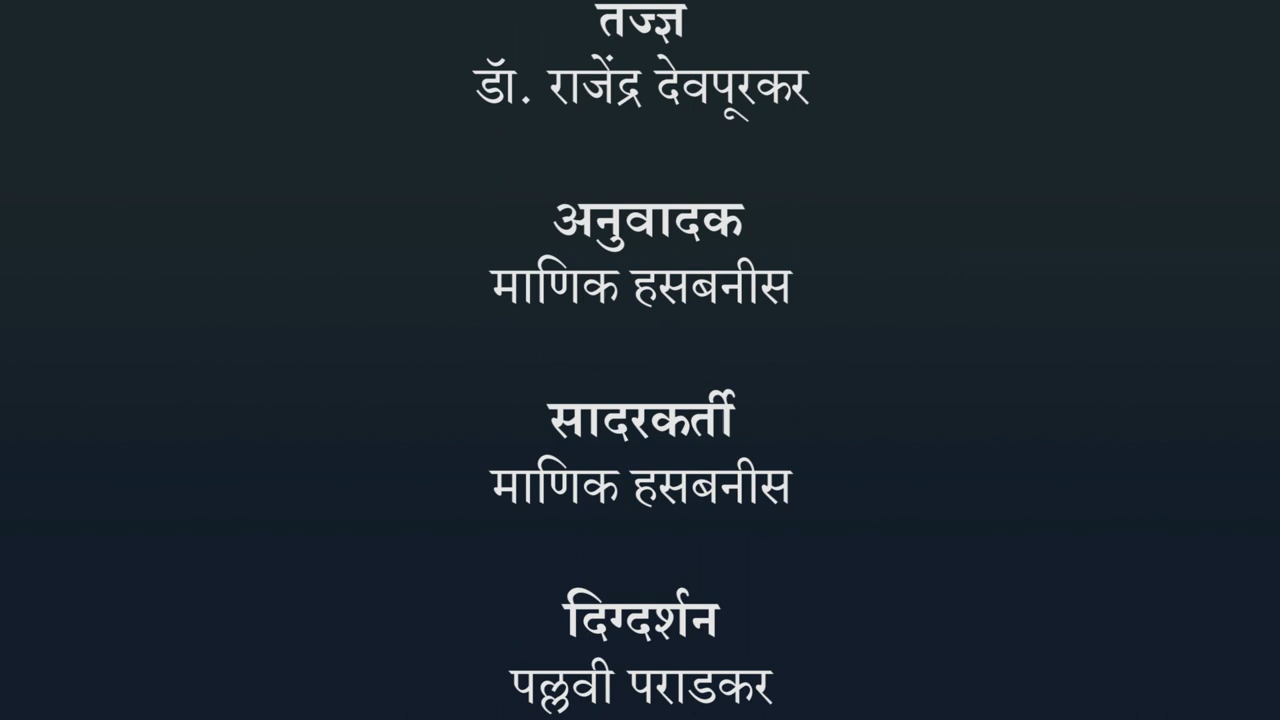 तज्ज्ञ
डॉ. राजेंद्र देवपूरकर
अनुवादक
माणिक हसबनीस
सादरकर्ती
माणिक हसबनीस
दिग्दर्शन
पल्लवी पराडकर